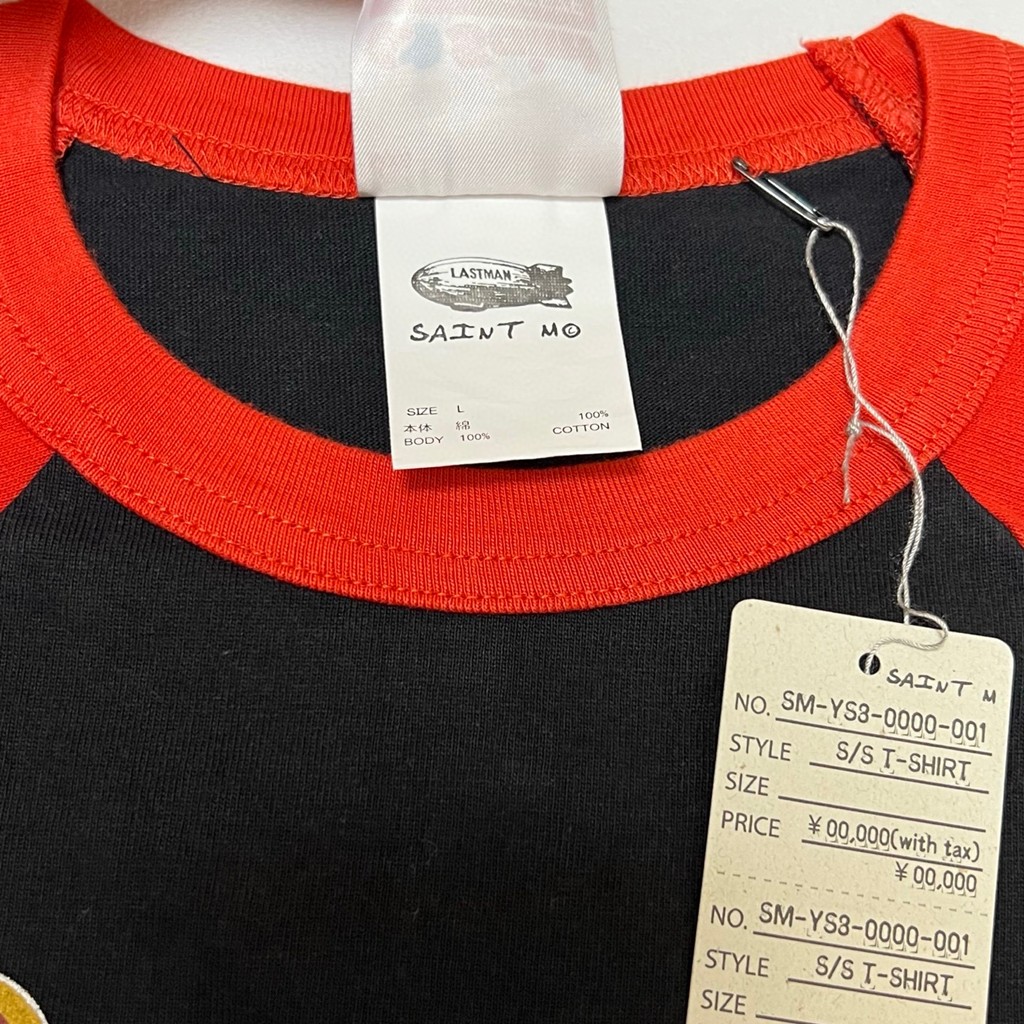 LASTMAN
SAINT M©
SIZE L
本体 綿 100%
BODY 100% COTTON
SAINT M
NO. SM-YS3-0000-001
STYLE S/S T-SHIRT
SIZE
PRICE ¥00,000(with tax)
¥00,000
NO. SM-YS3-0000-001
STYLE S/S T-SHIRT
SIZE